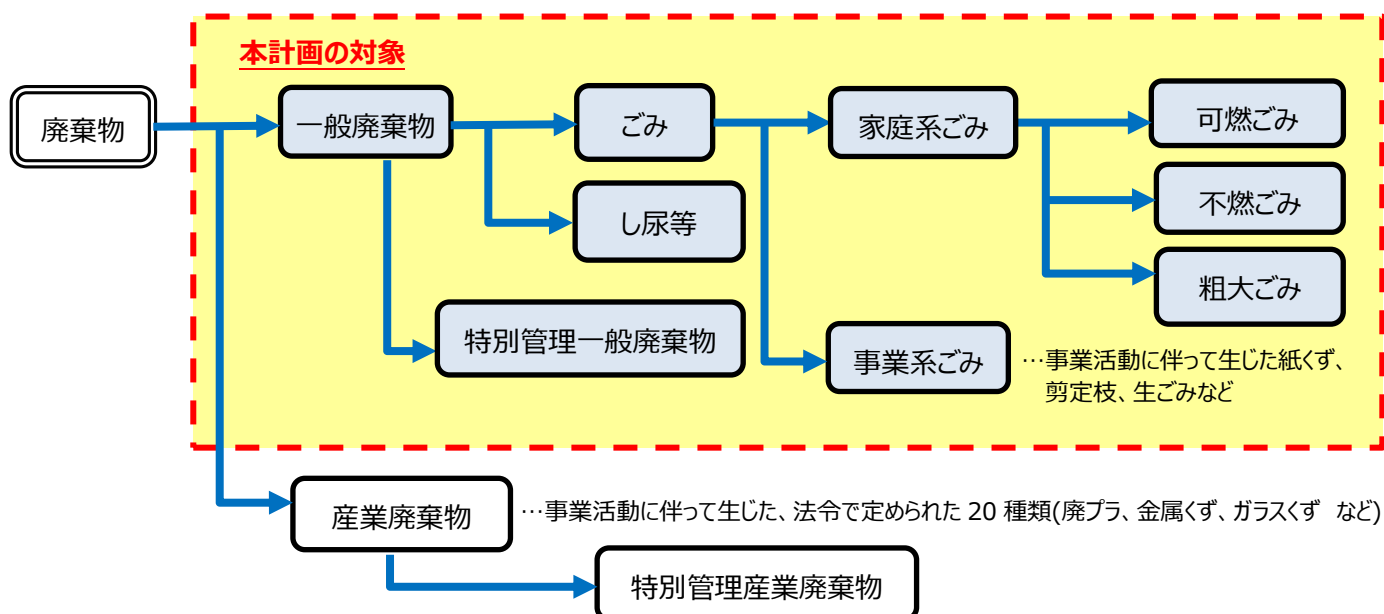 本計画の対象
廃棄物
一般廃棄物
ごみ
家庭系ごみ
可燃ごみ
不燃ごみ
し尿等
粗大ごみ
特別管理一般廃棄物
事業系ごみ
…事業活動に伴って生じた紙くず、
剪定枝、生ごみなど
産業廃棄物
…事業活動に伴って生じた、法令で定められた 20 種類(廃プラ、金属くず、ガラスくず など)
特別管理産業廃棄物